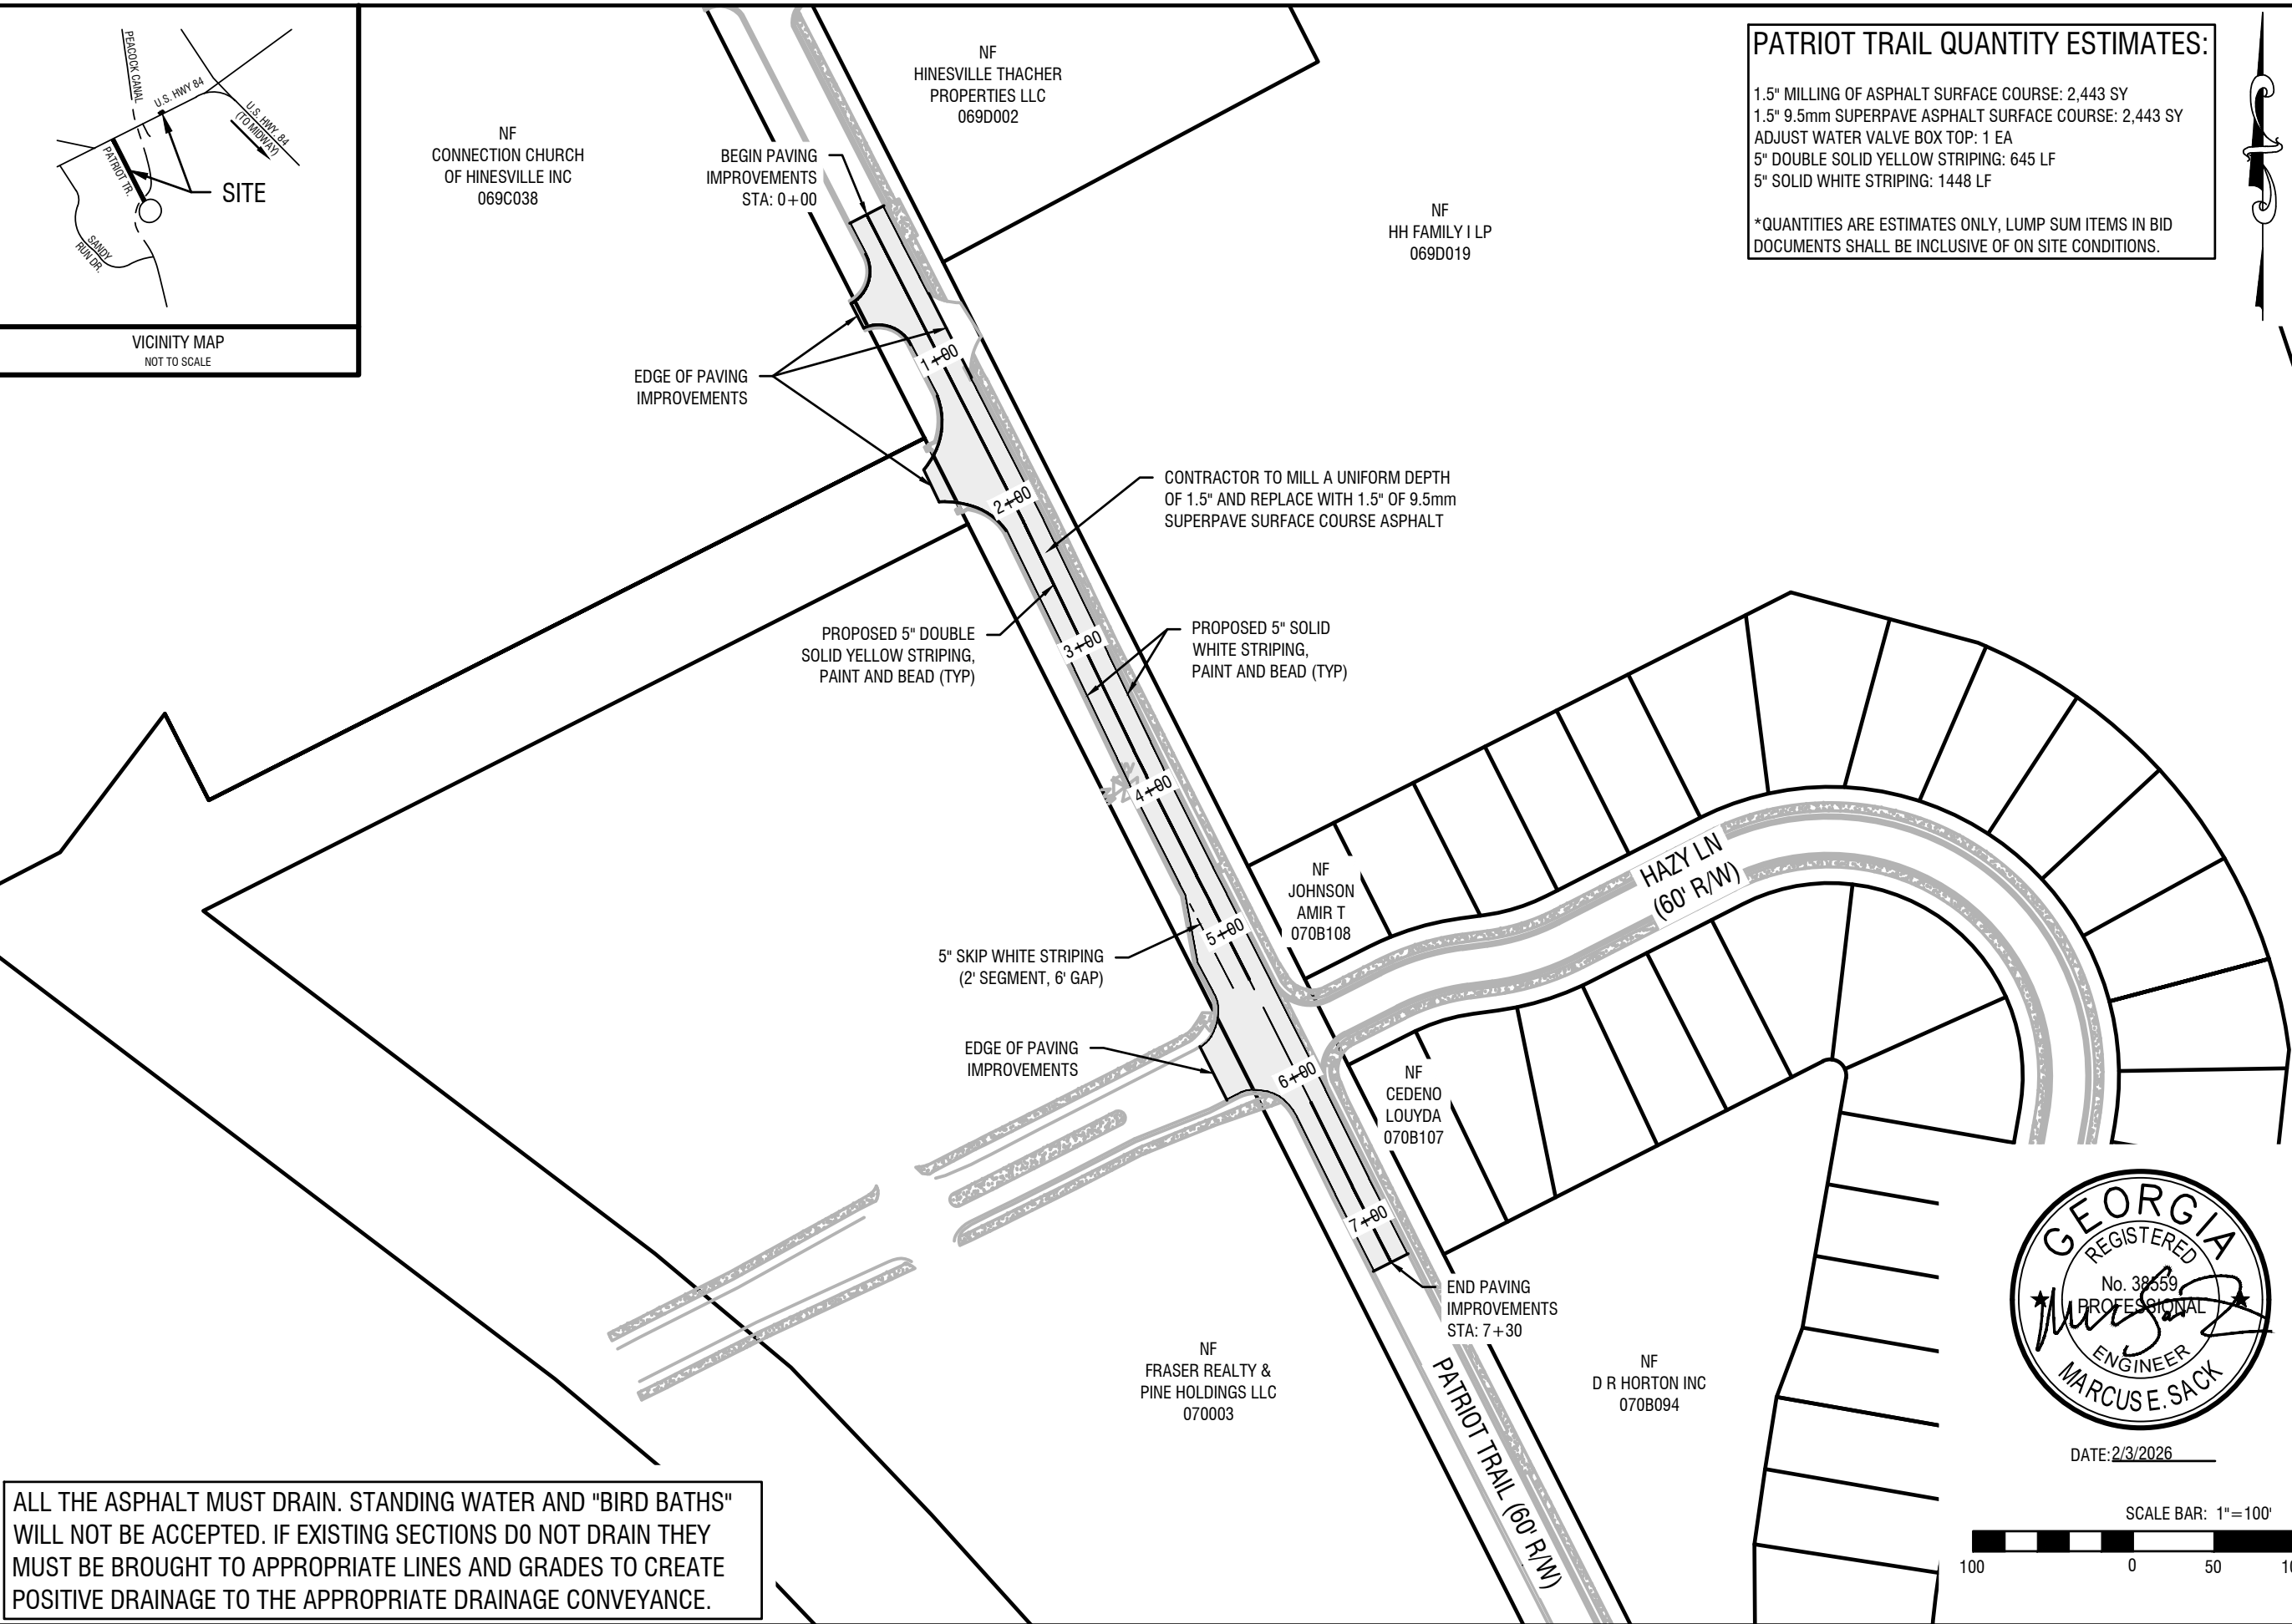 PEACOCK CANAL
U.S. HWY 84
U.S. HWY. 84
(TO MIDWAY)
PATRIOT TR.
SITE
SANDY
RUN DR.
VICINITY MAP
NOT TO SCALE
NF
CONNECTION CHURCH
OF HINESVILLE INC
069C038
NF
HINESVILLE THACHER
PROPERTIES LLC
069D002
BEGIN PAVING
IMPROVEMENTS
STA: 0+00
NF
HH FAMILY I LP
069D019
PATRIOT TRAIL QUANTITY ESTIMATES:
1.5" MILLING OF ASPHALT SURFACE COURSE: 2,443 SY
1.5" 9.5mm SUPERPAVE ASPHALT SURFACE COURSE: 2,443 SY
ADJUST WATER VALVE BOX TOP: 1 EA
5" DOUBLE SOLID YELLOW STRIPING: 645 LF
5" SOLID WHITE STRIPING: 1448 LF
*QUANTITIES ARE ESTIMATES ONLY, LUMP SUM ITEMS IN BID
DOCUMENTS SHALL BE INCLUSIVE OF ON SITE CONDITIONS.
EDGE OF PAVING
IMPROVEMENTS
1+00
2+00
CONTRACTOR TO MILL A UNIFORM DEPTH
OF 1.5" AND REPLACE WITH 1.5" OF 9.5mm
SUPERPAVE SURFACE COURSE ASPHALT
PROPOSED 5" DOUBLE
SOLID YELLOW STRIPING,
PAINT AND BEAD (TYP)
3+00
PROPOSED 5" SOLID
WHITE STRIPING,
PAINT AND BEAD (TYP)
4+00
NF
JOHNSON
AMIR T
070B108
HAZY LN
(60' R/W)
5+00
5" SKIP WHITE STRIPING
(2' SEGMENT, 6' GAP)
EDGE OF PAVING
IMPROVEMENTS
6+00
NF
CEDENO
LOUYDA
070B107
7+00
END PAVING
IMPROVEMENTS
STA: 7+30
NF
FRASER REALTY &
PINE HOLDINGS LLC
070003
PATRIOT TRAIL (60' R/W)
NF
D R HORTON INC
070B094
GEORGIA
REGISTERED
No. 38559
PROFESSIONAL
ENGINEER
MARCUS E. SACK
DATE: 2/3/2026
SCALE BAR: 1"=100'
100 0 50
ALL THE ASPHALT MUST DRAIN. STANDING WATER AND "BIRD BATHS"
WILL NOT BE ACCEPTED. IF EXISTING SECTIONS DO NOT DRAIN THEY
MUST BE BROUGHT TO APPROPRIATE LINES AND GRADES TO CREATE
POSITIVE DRAINAGE TO THE APPROPRIATE DRAINAGE CONVEYANCE.